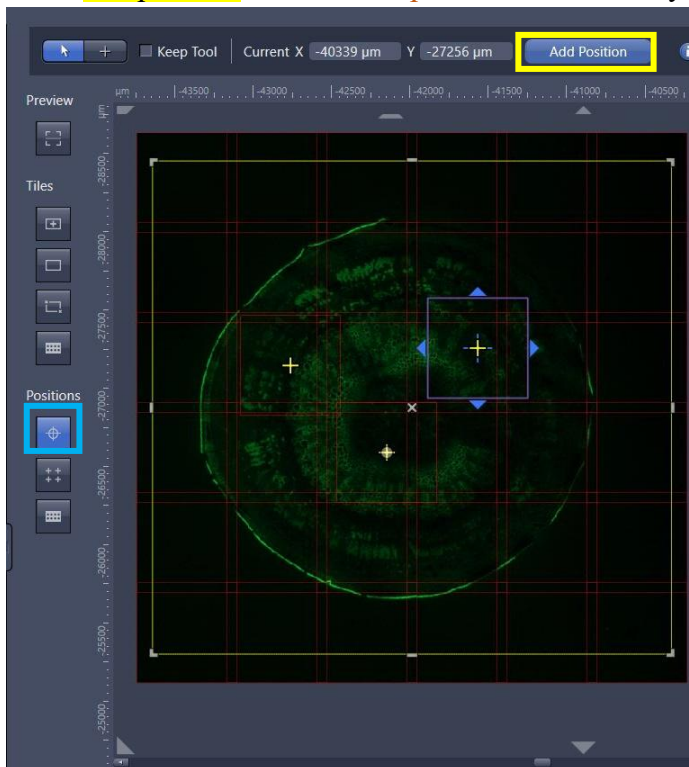 Keep Tool Current X -40339 µm Y -27256 µm Add Position
µm -43500 -43000 -42500 -42000 -41500 -41000 -40500
Preview
µm
-28500
Tiles
-28000
-27500
Positions
-27000
-26500
-26000
-25500
-25000